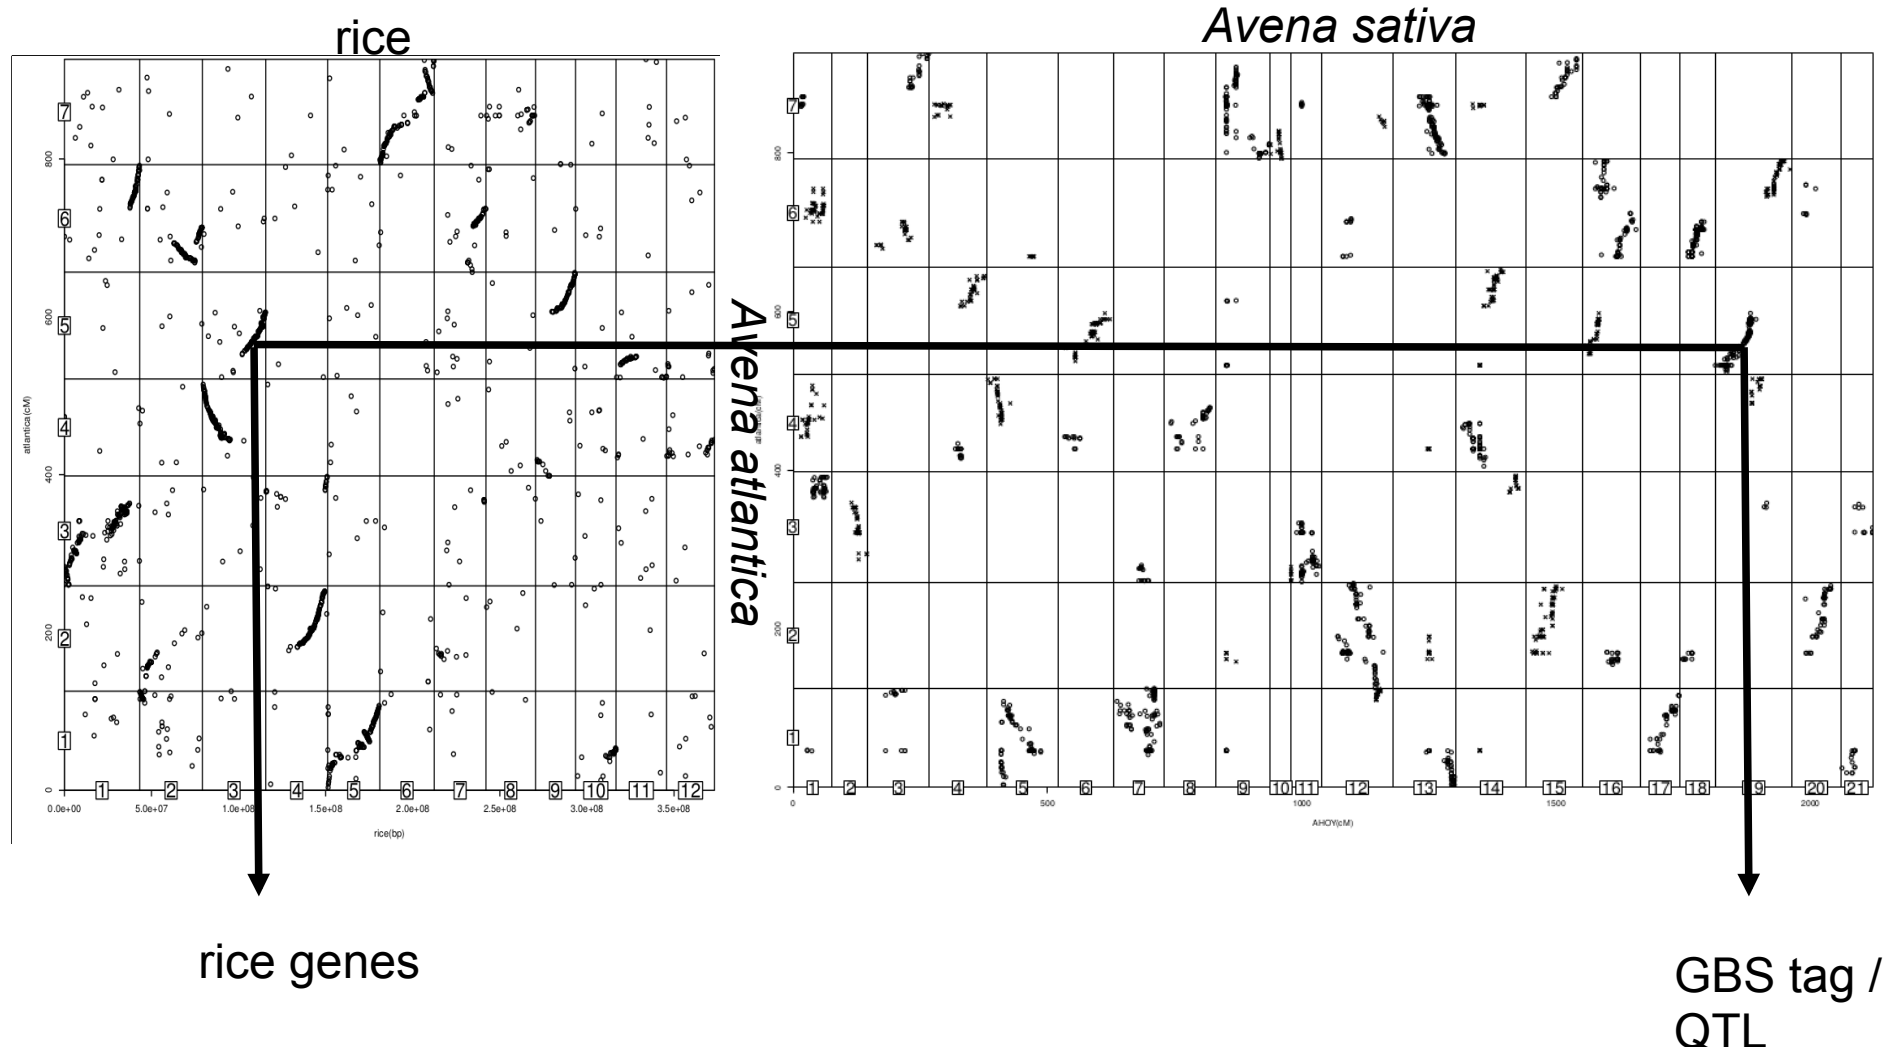 rice
Avena sativa
7
6
5
4
3
2
1
800
600
400
200
0
atlantica(cM)
1 2 3 4 5 6 7 8 9 10 11 12
0.0e+00 5.0e+07 1.0e+08 1.5e+08 2.0e+08 2.5e+08 3.0e+08 3.5e+08
rice(bp)
Avena atlantica
7
6
5
4
3
2
1
800
600
400
200
0
1 2 3 4 5 6 7 8 9 10 11 12 13 14 15 16 17 18 19 20 21
0 500 1000 1500 2000
AHOY(cM)
rice genes
GBS tag /
QTL